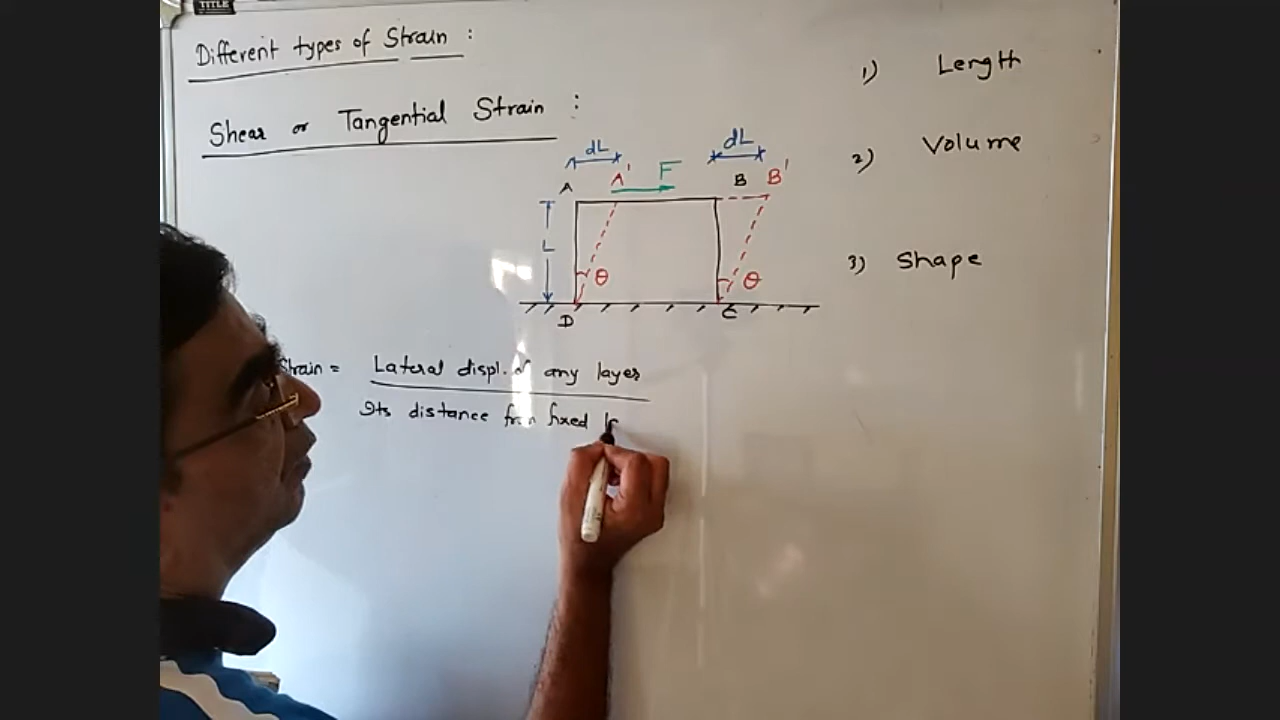 TITLE
Different types of Strain :
Shear or Tangential Strain :
1) Length
2) Volume
3) Shape
dL dL
A A' F B B'
L
θ θ
D C
Strain = Lateral displ. of any layer
Its distance from fixed